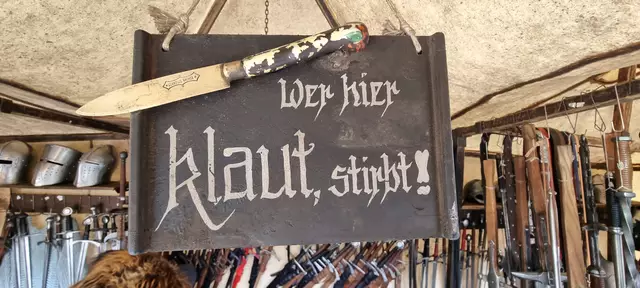 Wer hier
klaut, stirbt!